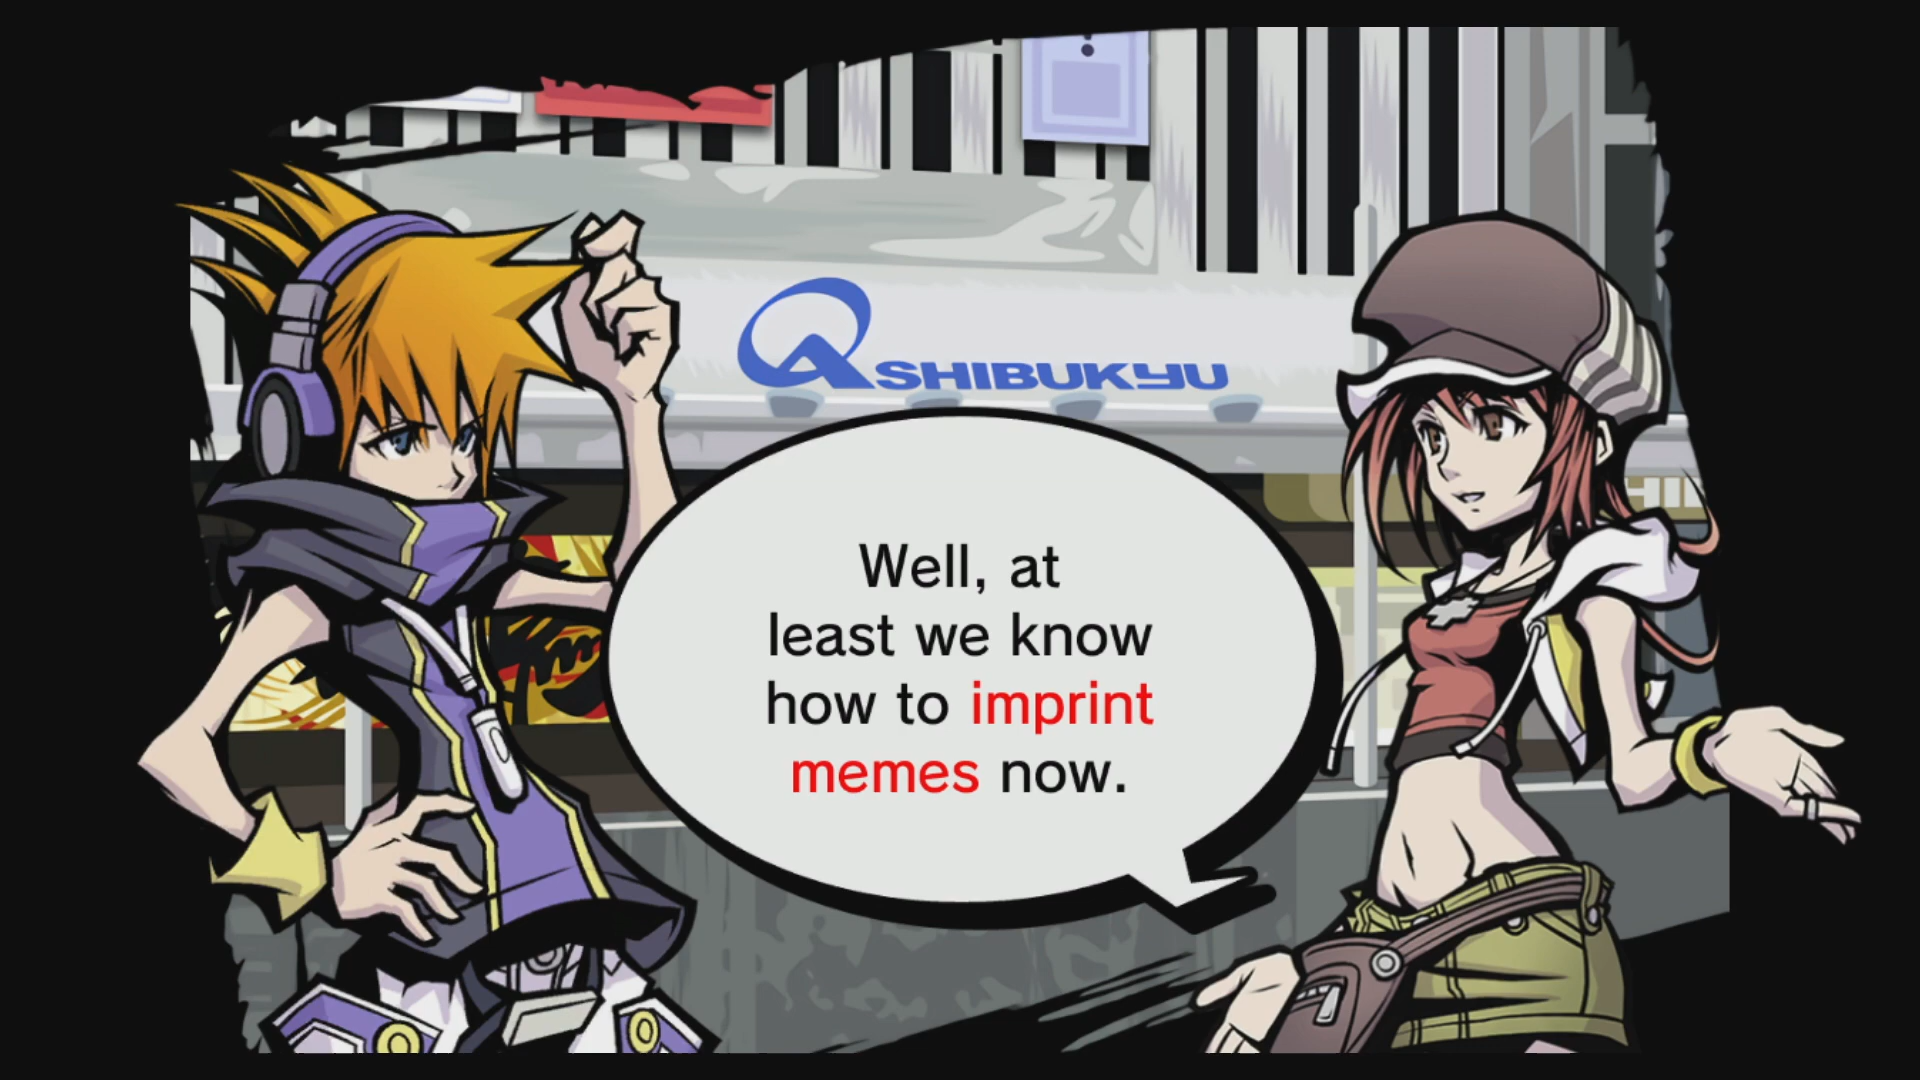 SHIBUKYU
Well, at
least we know
how to imprint
memes now.